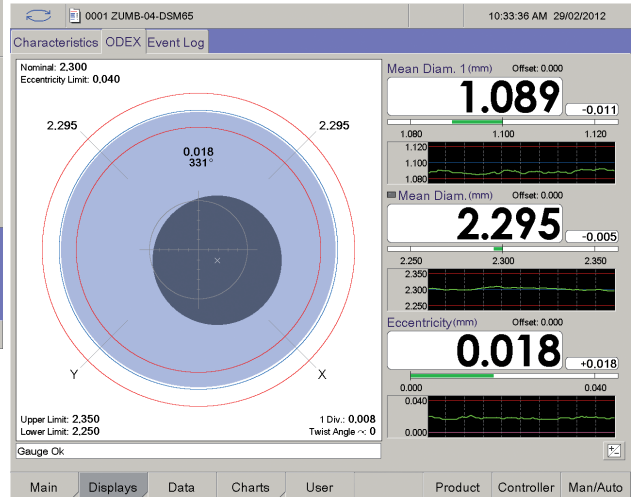 0001 ZUMB-04-DSM65
10:33:36 AM 29/02/2012
Characteristics ODEX Event Log
Nominal: 2,300
Eccentricity Limit: 0,040
2.295
2.295
0.018
331°
Y
X
Upper Limit: 2,350
Lower Limit: 2,250
1 Div.: 0.008
Twist Angle ~: 0
Mean Diam. 1 (mm) Offset: 0.000
1.089
-0.011
1.080 1.100 1.120
1.120
1.100
1.080
Mean Diam. (mm) Offset: 0.000
2.295
-0.005
2.250 2.300 2.350
2.350
2.300
2.250
Eccentricity (mm) Offset: 0.000
0.018
+0.018
0.000 0.040
0.040
0.000
Gauge Ok
Main Displays Data Charts User Product Controller Man/Auto